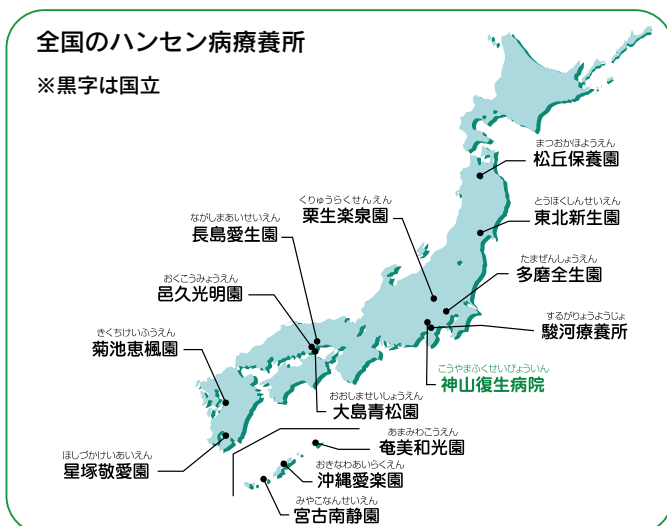 全国のハンセン病療養所
※黒字は国立
まつおかほようえん
松丘保養園
とうほくしんせいえん
東北新生園
くりゅうらくせんえん
栗生楽泉園
ながしまあいせいえん
長島愛生園
たまぜんしょうえん
多磨全生園
おくこうみょうえん
邑久光明園
するがりょうようじょ
駿河療養所
きくちけいふうえん
菊池恵楓園
こうやまふくせいびょういん
神山復生病院
おおしませいしょうえん
大島青松園
あまみわこうえん
奄美和光園
ほしづかけいあいえん
星塚敬愛園
おきなわあいらくえん
沖縄愛楽園
みやこなんせいえん
宮古南静園